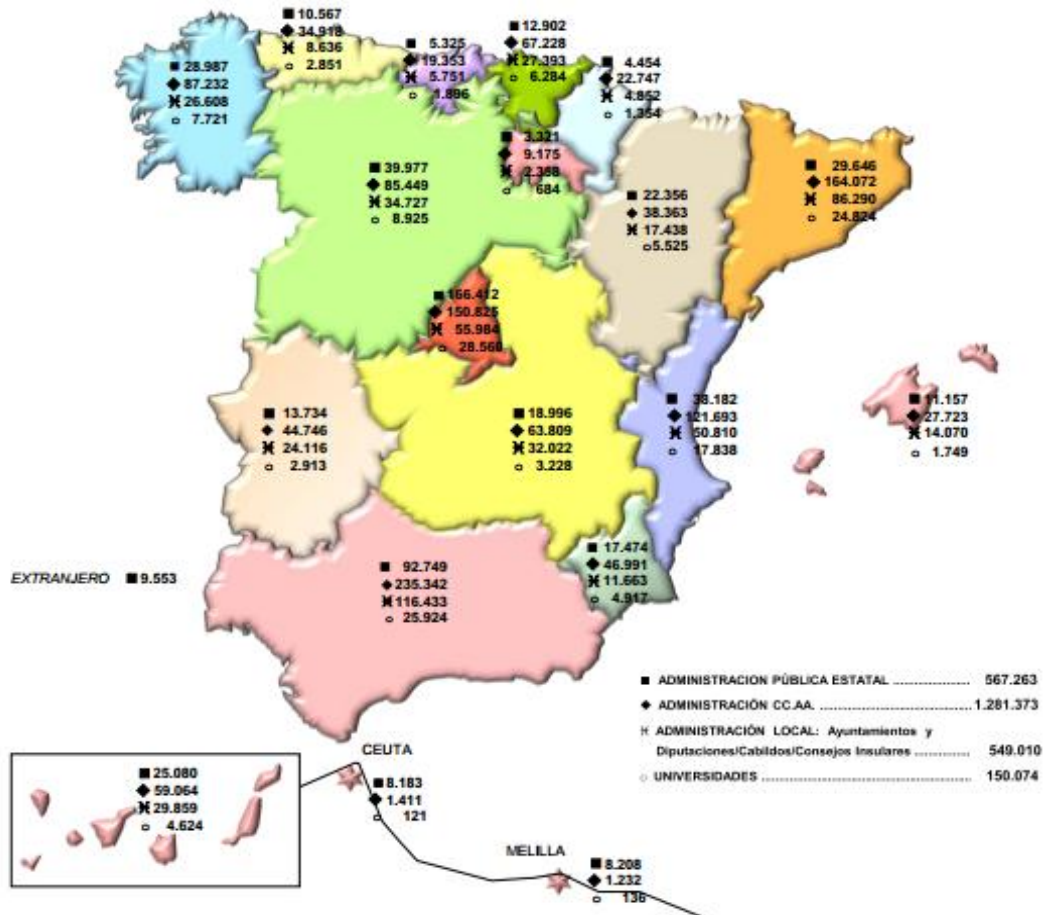 ■ 10.567
◆ 34.918
Ж 8.636
○ 2.851
■ 5.325
◆ 19.353
Ж 5.751
○ 1.896
■ 12.902
◆ 67.228
Ж 27.393
○ 6.284
■ 4.454
◆ 22.747
Ж 4.852
○ 1.354
■ 28.987
◆ 87.232
Ж 26.608
○ 7.721
■ 3.321
◆ 9.175
Ж 2.358
○ 684
■ 39.977
◆ 85.449
Ж 34.727
○ 8.925
■ 22.356
◆ 38.363
Ж 17.438
○ 5.525
■ 29.646
◆ 164.072
Ж 86.290
○ 24.824
■ 166.412
◆ 150.825
Ж 55.984
○ 28.560
■ 13.734
◆ 44.746
Ж 24.116
○ 2.913
■ 18.996
◆ 63.809
Ж 32.022
○ 3.228
■ 38.182
◆ 121.693
Ж 50.810
○ 17.838
■ 11.157
◆ 27.723
Ж 14.070
○ 1.749
EXTRANJERO ■ 9.553
■ 92.749
◆ 235.342
Ж 116.433
○ 25.924
■ 17.474
◆ 46.991
Ж 11.663
○ 4.917
■ ADMINISTRACION PÚBLICA ESTATAL ..................... 567.263
◆ ADMINISTRACIÓN CC.AA. ..................................... 1.281.373
Ж ADMINISTRACIÓN LOCAL: Ayuntamientos y
Diputaciones/Cabildos/Consejos Insulares ............... 549.010
○ UNIVERSIDADES ................................................... 150.074
■ 25.080
◆ 59.064
Ж 29.859
○ 4.624
CEUTA
■ 8.183
◆ 1.411
○ 121
MELILLA
■ 8.208
◆ 1.232
○ 136